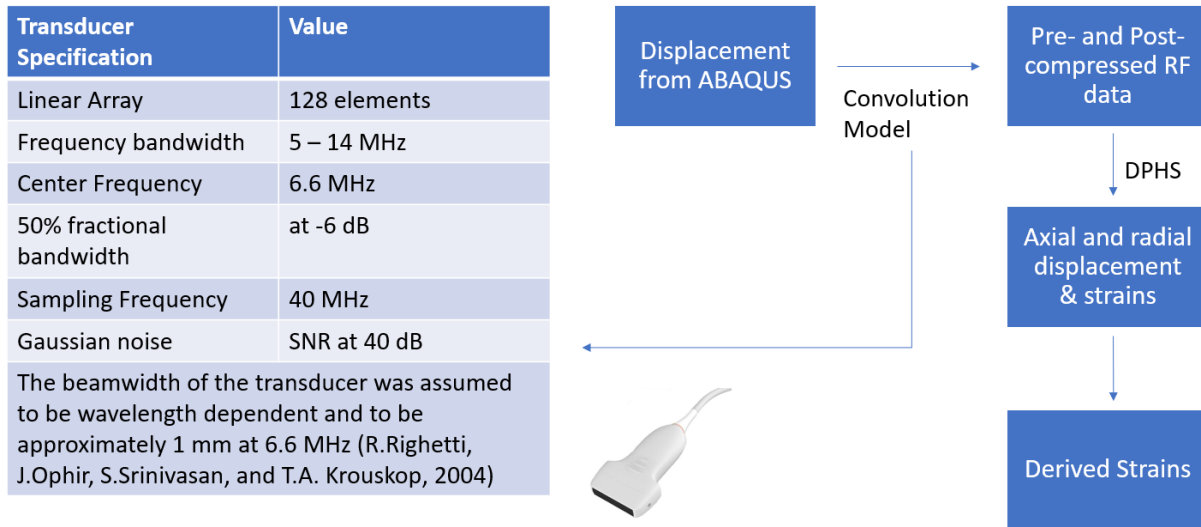 Transducer
Specification
Value
Linear Array
128 elements
Frequency bandwidth
5 – 14 MHz
Center Frequency
6.6 MHz
50% fractional
bandwidth
at -6 dB
Sampling Frequency
40 MHz
Gaussian noise
SNR at 40 dB
The beamwidth of the transducer was assumed
to be wavelength dependent and to be
approximately 1 mm at 6.6 MHz (R.Righetti,
J.Ophir, S.Srinivasan, and T.A. Krouskop, 2004)
Displacement
from ABAQUS
Convolution
Model
Pre- and Post-
compressed RF
data
DPHS
Axial and radial
displacement
& strains
Derived Strains